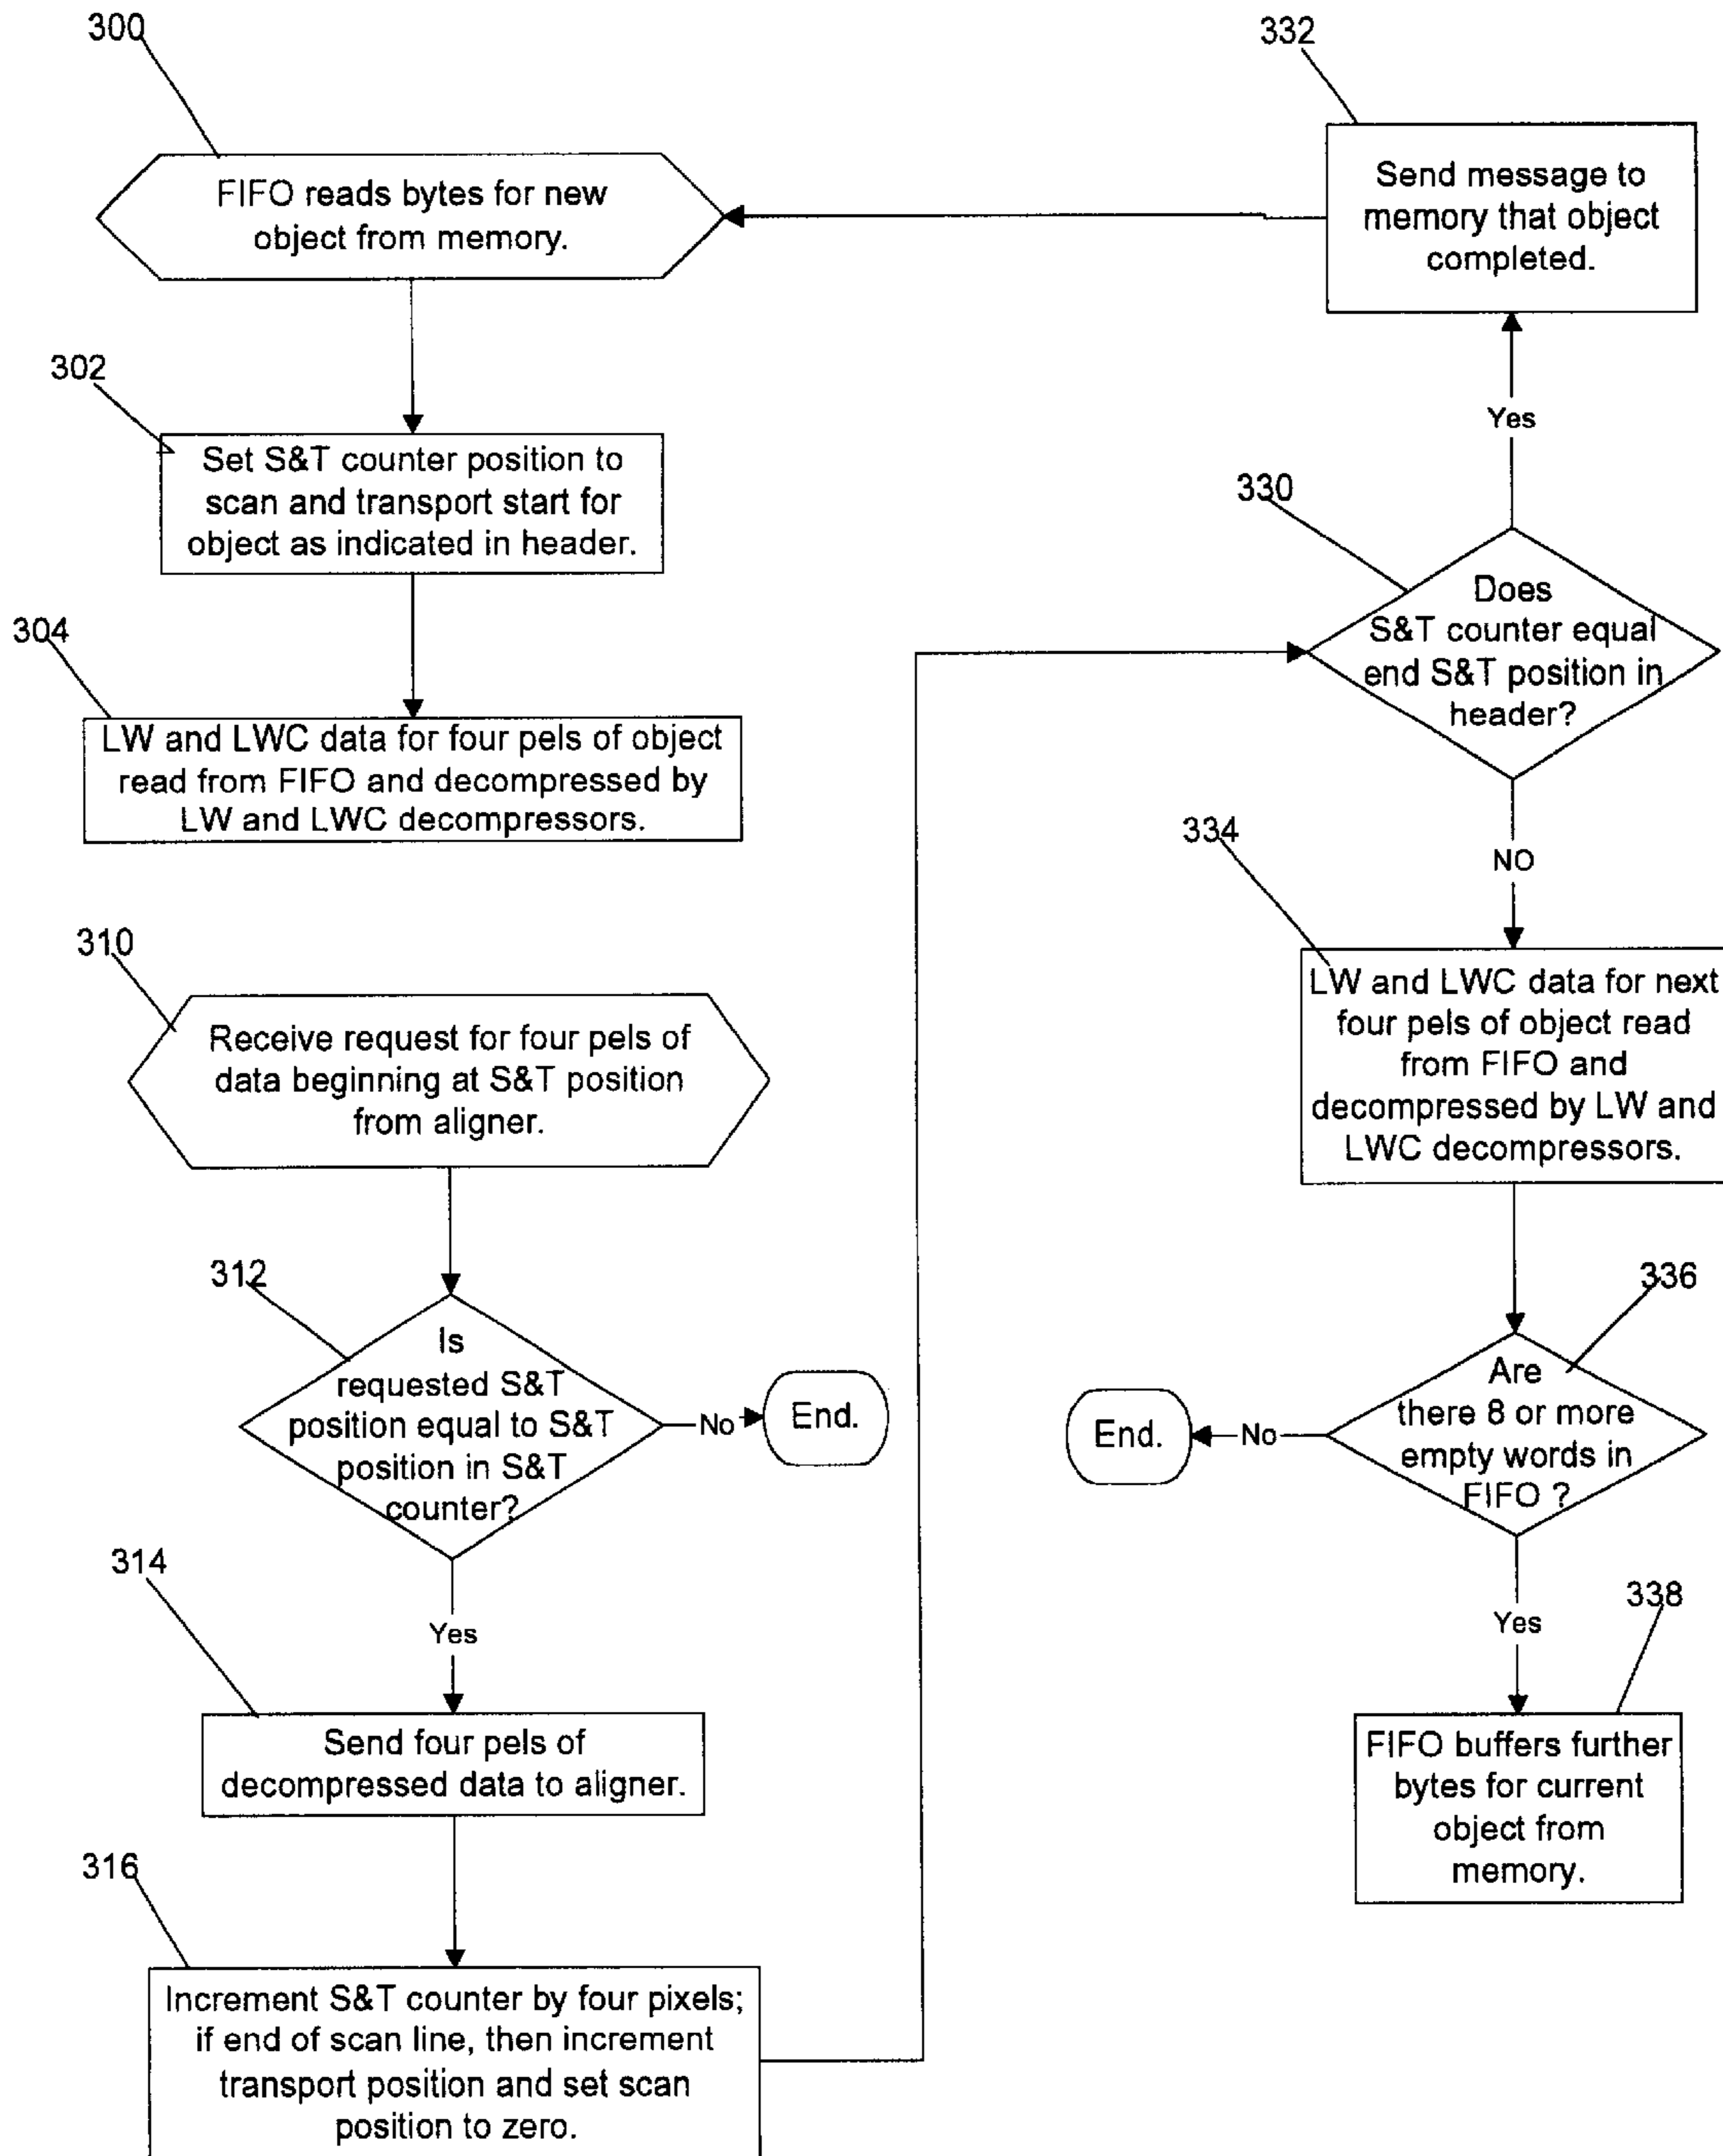 300
FIFO reads bytes for new
object from memory.
302
Set S&T counter position to
scan and transport start for
object as indicated in header.
304
LW and LWC data for four pels of object
read from FIFO and decompressed by
LW and LWC decompressors.
310
Receive request for four pels of
data beginning at S&T position
from aligner.
312
Is
requested S&T
position equal to S&T
position in S&T
counter?
No
End.
Yes
314
Send four pels of
decompressed data to aligner.
316
Increment S&T counter by four pixels;
if end of scan line, then increment
transport position and set scan
position to zero.
332
Send message to
memory that object
completed.
Yes
330
Does
S&T counter equal
end S&T position in
header?
NO
334
LW and LWC data for next
four pels of object read
from FIFO and
decompressed by LW and
LWC decompressors.
336
Are
there 8 or more
empty words in
FIFO ?
No
End.
Yes
338
FIFO buffers further
bytes for current
object from
memory.